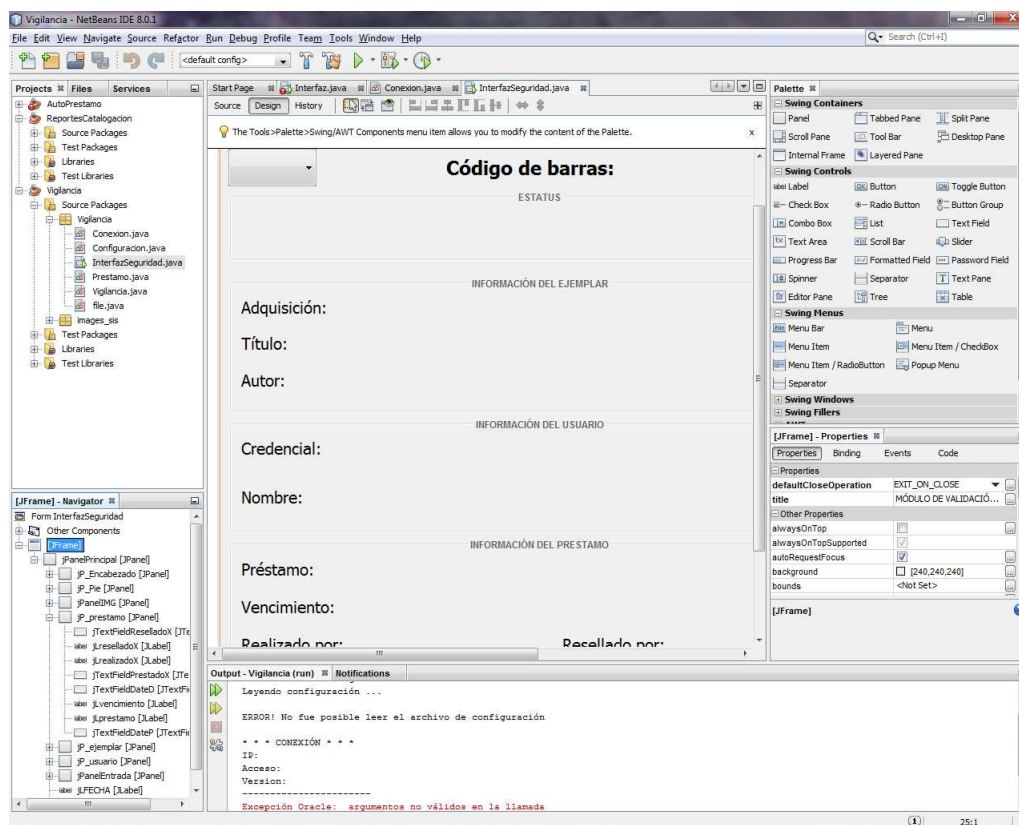 Vigilancia - NetBeans IDE 8.0.1
File Edit View Navigate Source Refactor Run Debug Profile Team Tools Window Help
Search (Ctrl+I)
<default config>
Projects Files Services
AutoPrestamo
ReportesCatalogacion
Source Packages
Test Packages
Libraries
Test Libraries
Vigilancia
Source Packages
Vigilancia
Conexion.java
Configuracion.java
InterfazSeguridad.java
Prestamo.java
Vigilancia.java
file.java
images_sis
Test Packages
Libraries
Test Libraries
[JFrame] - Navigator
Form InterfazSeguridad
Other Components
[JFrame]
jPanelPrincipal [JPanel]
jP_Encabezado [JPanel]
jP_Pie [JPanel]
jPanelIMG [JPanel]
jP_prestamo [JPanel]
jTextFieldReselladoX [JTe
label jLreselladoX [JLabel]
label jLrealizadoX [JLabel]
jTextFieldPrestadoX [JTe
jTextFieldDateD [JTextFi
label jLvencimiento [JLabel]
label jLprestamo [JLabel]
jTextFieldDateP [JTextFie
jP_ejemplar [JPanel]
jP_usuario [JPanel]
jPanelEntrada [JPanel]
label jLFECHA [JLabel]
Start Page Interfaz.java Conexion.java InterfazSeguridad.java
Source Design History
The Tools>Palette>Swing/AWT Components menu item allows you to modify the content of the Palette. x
Código de barras:
ESTATUS
INFORMACIÓN DEL EJEMPLAR
Adquisición:
Título:
Autor:
INFORMACIÓN DEL USUARIO
Credencial:
Nombre:
INFORMACIÓN DEL PRESTAMO
Préstamo:
Vencimiento:
Realizado por: Resellado por:
Output - Vigilancia (run) Notifications
Leyendo configuración ...
ERROR! No fue posible leer el archivo de configuración
* * * CONEXIÓN * * *
IP:
Acceso:
Version:
-----------------------
Excepción Oracle: argumentos no válidos en la llamada
Palette
Swing Containers
Panel Tabbed Pane Split Pane
Scroll Pane Tool Bar Desktop Pane
Internal Frame Layered Pane
Swing Controls
label Label OK Button ON Toggle Button
Check Box Radio Button Button Group
Combo Box List Text Field
Text Area Scroll Bar Slider
Progress Bar Formatted Field Password Field
Spinner Separator Text Pane
Editor Pane Tree Table
Swing Menus
Menu Bar Menu
Menu Item Menu Item / CheckBox
Menu Item / RadioButton Popup Menu
Separator
Swing Windows
Swing Fillers
[JFrame] - Properties
Properties Binding Events Code
Properties
defaultCloseOperation EXIT_ON_CLOSE ...
title MÓDULO DE VALIDACIÓ... ...
Other Properties
alwaysOnTop ...
alwaysOnTopSupported
autoRequestFocus ...
background [240,240,240] ...
bounds <Not Set> ...
[JFrame]
1 25:1